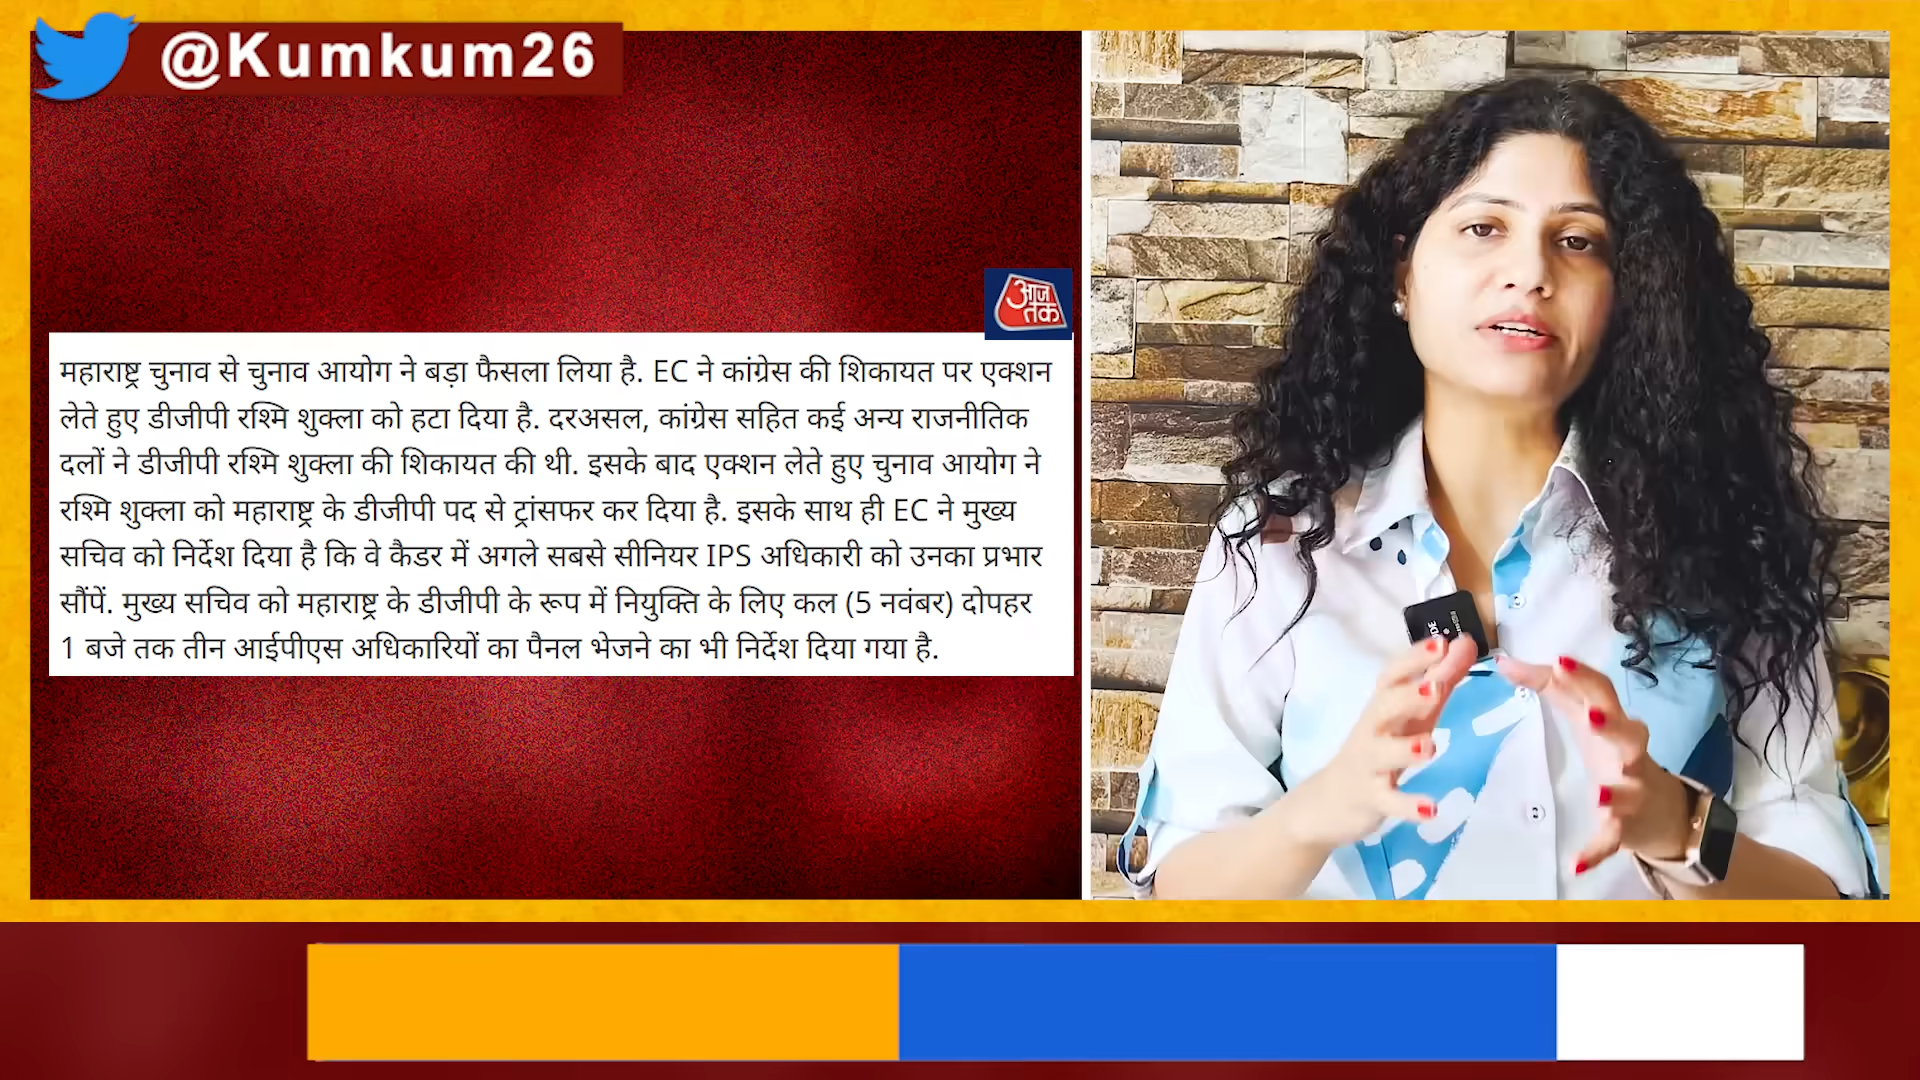 @Kumkum26
आज
तक
महाराष्ट्र चुनाव से चुनाव आयोग ने बड़ा फैसला लिया है. EC ने कांग्रेस की शिकायत पर एक्शन
लेते हुए डीजीपी रश्मि शुक्ला को हटा दिया है. दरअसल, कांग्रेस सहित कई अन्य राजनीतिक
दलों ने डीजीपी रश्मि शुक्ला की शिकायत की थी. इसके बाद एक्शन लेते हुए चुनाव आयोग ने
रश्मि शुक्ला को महाराष्ट्र के डीजीपी पद से ट्रांसफर कर दिया है. इसके साथ ही EC ने मुख्य
सचिव को निर्देश दिया है कि वे कैडर में अगले सबसे सीनियर IPS अधिकारी को उनका प्रभार
सौंपें. मुख्य सचिव को महाराष्ट्र के डीजीपी के रूप में नियुक्ति के लिए कल (5 नवंबर) दोपहर
1 बजे तक तीन आईपीएस अधिकारियों का पैनल भेजने का भी निर्देश दिया गया है.